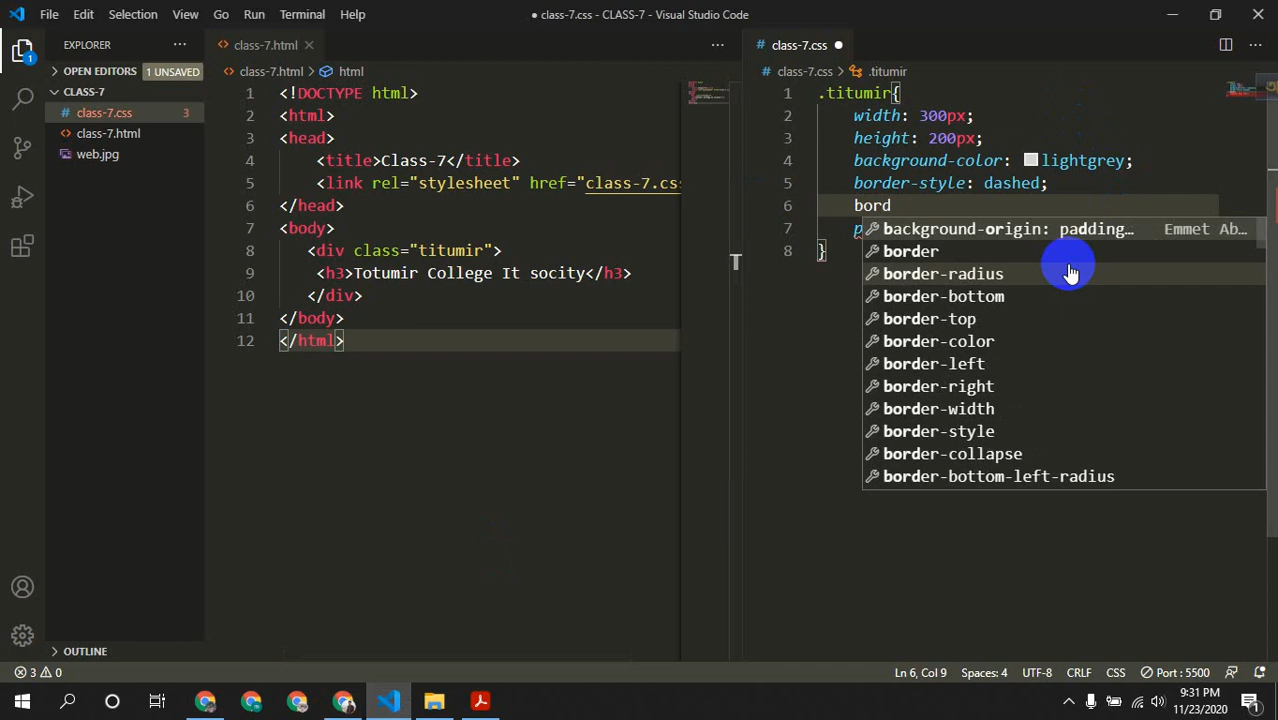 File Edit Selection View Go Run Terminal Help
● class-7.css - CLASS-7 - Visual Studio Code
1
EXPLORER
OPEN EDITORS 1 UNSAVED
CLASS-7
# class-7.css 3
class-7.html
web.jpg
OUTLINE
class-7.html
class-7.html html
1 <!DOCTYPE html>
2 <html>
3 <head>
4 <title>Class-7</title>
5 <link rel="stylesheet" href="class-7.css
6 </head>
7 <body>
8 <div class="titumir">
9 <h3>Totumir College It socity</h3>
10 </div>
11 </body>
12 </html>
# class-7.css ●
# class-7.css .titumir
1 .titumir{
2 width: 300px;
3 height: 200px;
4 background-color: lightgrey;
5 border-style: dashed;
6 bord
7 p
8 }
background-origin: padding… Emmet Ab…
border
border-radius
border-bottom
border-top
border-color
border-left
border-right
border-width
border-style
border-collapse
border-bottom-left-radius
3 0
Ln 6, Col 9 Spaces: 4 UTF-8 CRLF CSS Port : 5500
9:31 PM
11/23/2020
1